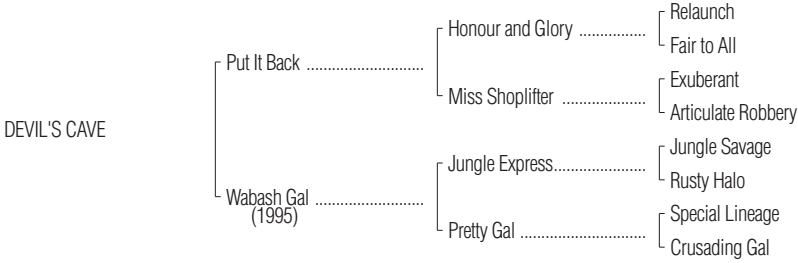 Relaunch
Honour and Glory ................
Fair to All
Put It Back ............................
Exuberant
Miss Shoplifter ....................
Articulate Robbery
DEVIL'S CAVE
Jungle Savage
Jungle Express......................
Rusty Halo
Wabash Gal ..........................
(1995)
Special Lineage
Pretty Gal ..............................
Crusading Gal